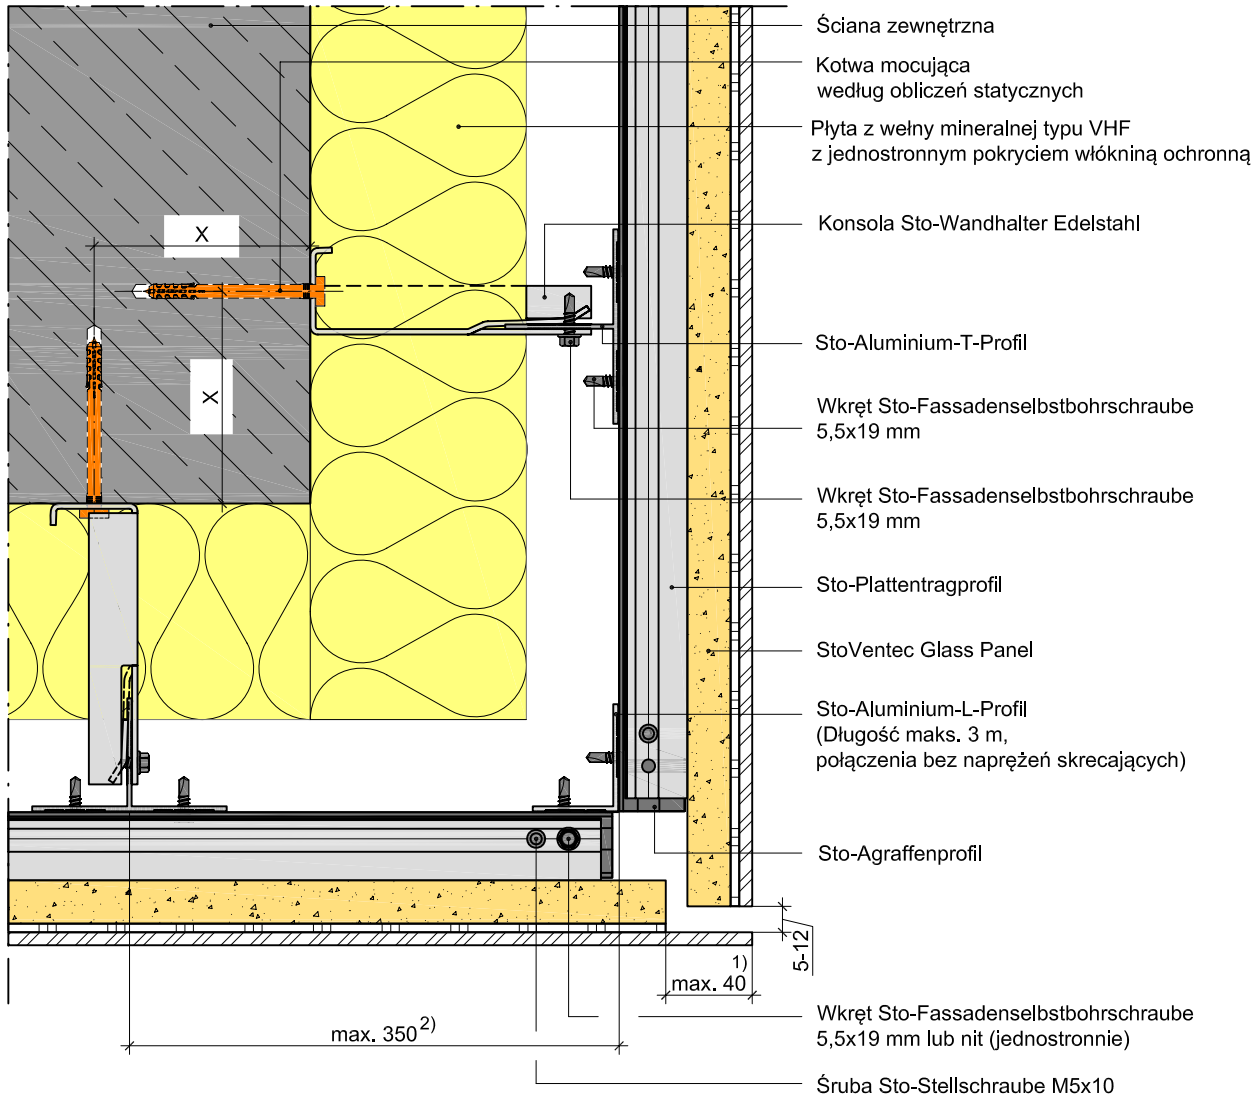 Ściana zewnętrzna
Kotwa mocująca
według obliczeń statycznych
Płyta z wełny mineralnej typu VHF
z jednostronnym pokryciem włókniną ochronną
X
Konsola Sto-Wandhalter Edelstahl
Sto-Aluminium-T-Profil
X
Wkręt Sto-Fassadenselbstbohrschraube
5,5x19 mm
Wkręt Sto-Fassadenselbstbohrschraube
5,5x19 mm
Sto-Plattentragprofil
StoVentec Glass Panel
Sto-Aluminium-L-Profil
(Długość maks. 3 m,
połączenia bez naprężeń skrecających)
Sto-Agraffenprofil
5-12
1)
max. 40
max. 350 2)
Wkręt Sto-Fassadenselbstbohrschraube
5,5x19 mm lub nit (jednostronnie)
Śruba Sto-Stellschraube M5x10